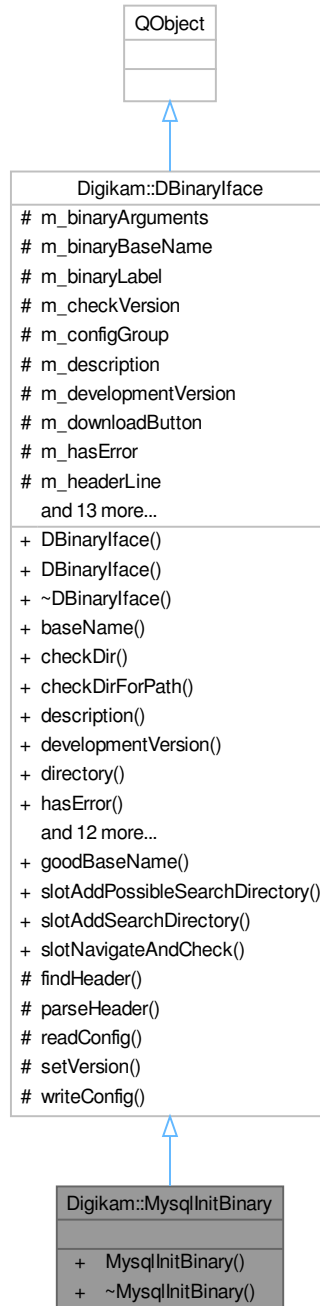 QObject
Digikam::DBinaryIface
# m_binaryArguments
# m_binaryBaseName
# m_binaryLabel
# m_checkVersion
# m_configGroup
# m_description
# m_developmentVersion
# m_downloadButton
# m_hasError
# m_headerLine
and 13 more...
+ DBinaryIface()
+ DBinaryIface()
+ ~DBinaryIface()
+ baseName()
+ checkDir()
+ checkDirForPath()
+ description()
+ developmentVersion()
+ directory()
+ hasError()
and 12 more...
+ goodBaseName()
+ slotAddPossibleSearchDirectory()
+ slotAddSearchDirectory()
+ slotNavigateAndCheck()
# findHeader()
# parseHeader()
# readConfig()
# setVersion()
# writeConfig()
Digikam::MysqlInitBinary
+ MysqlInitBinary()
+ ~MysqlInitBinary()